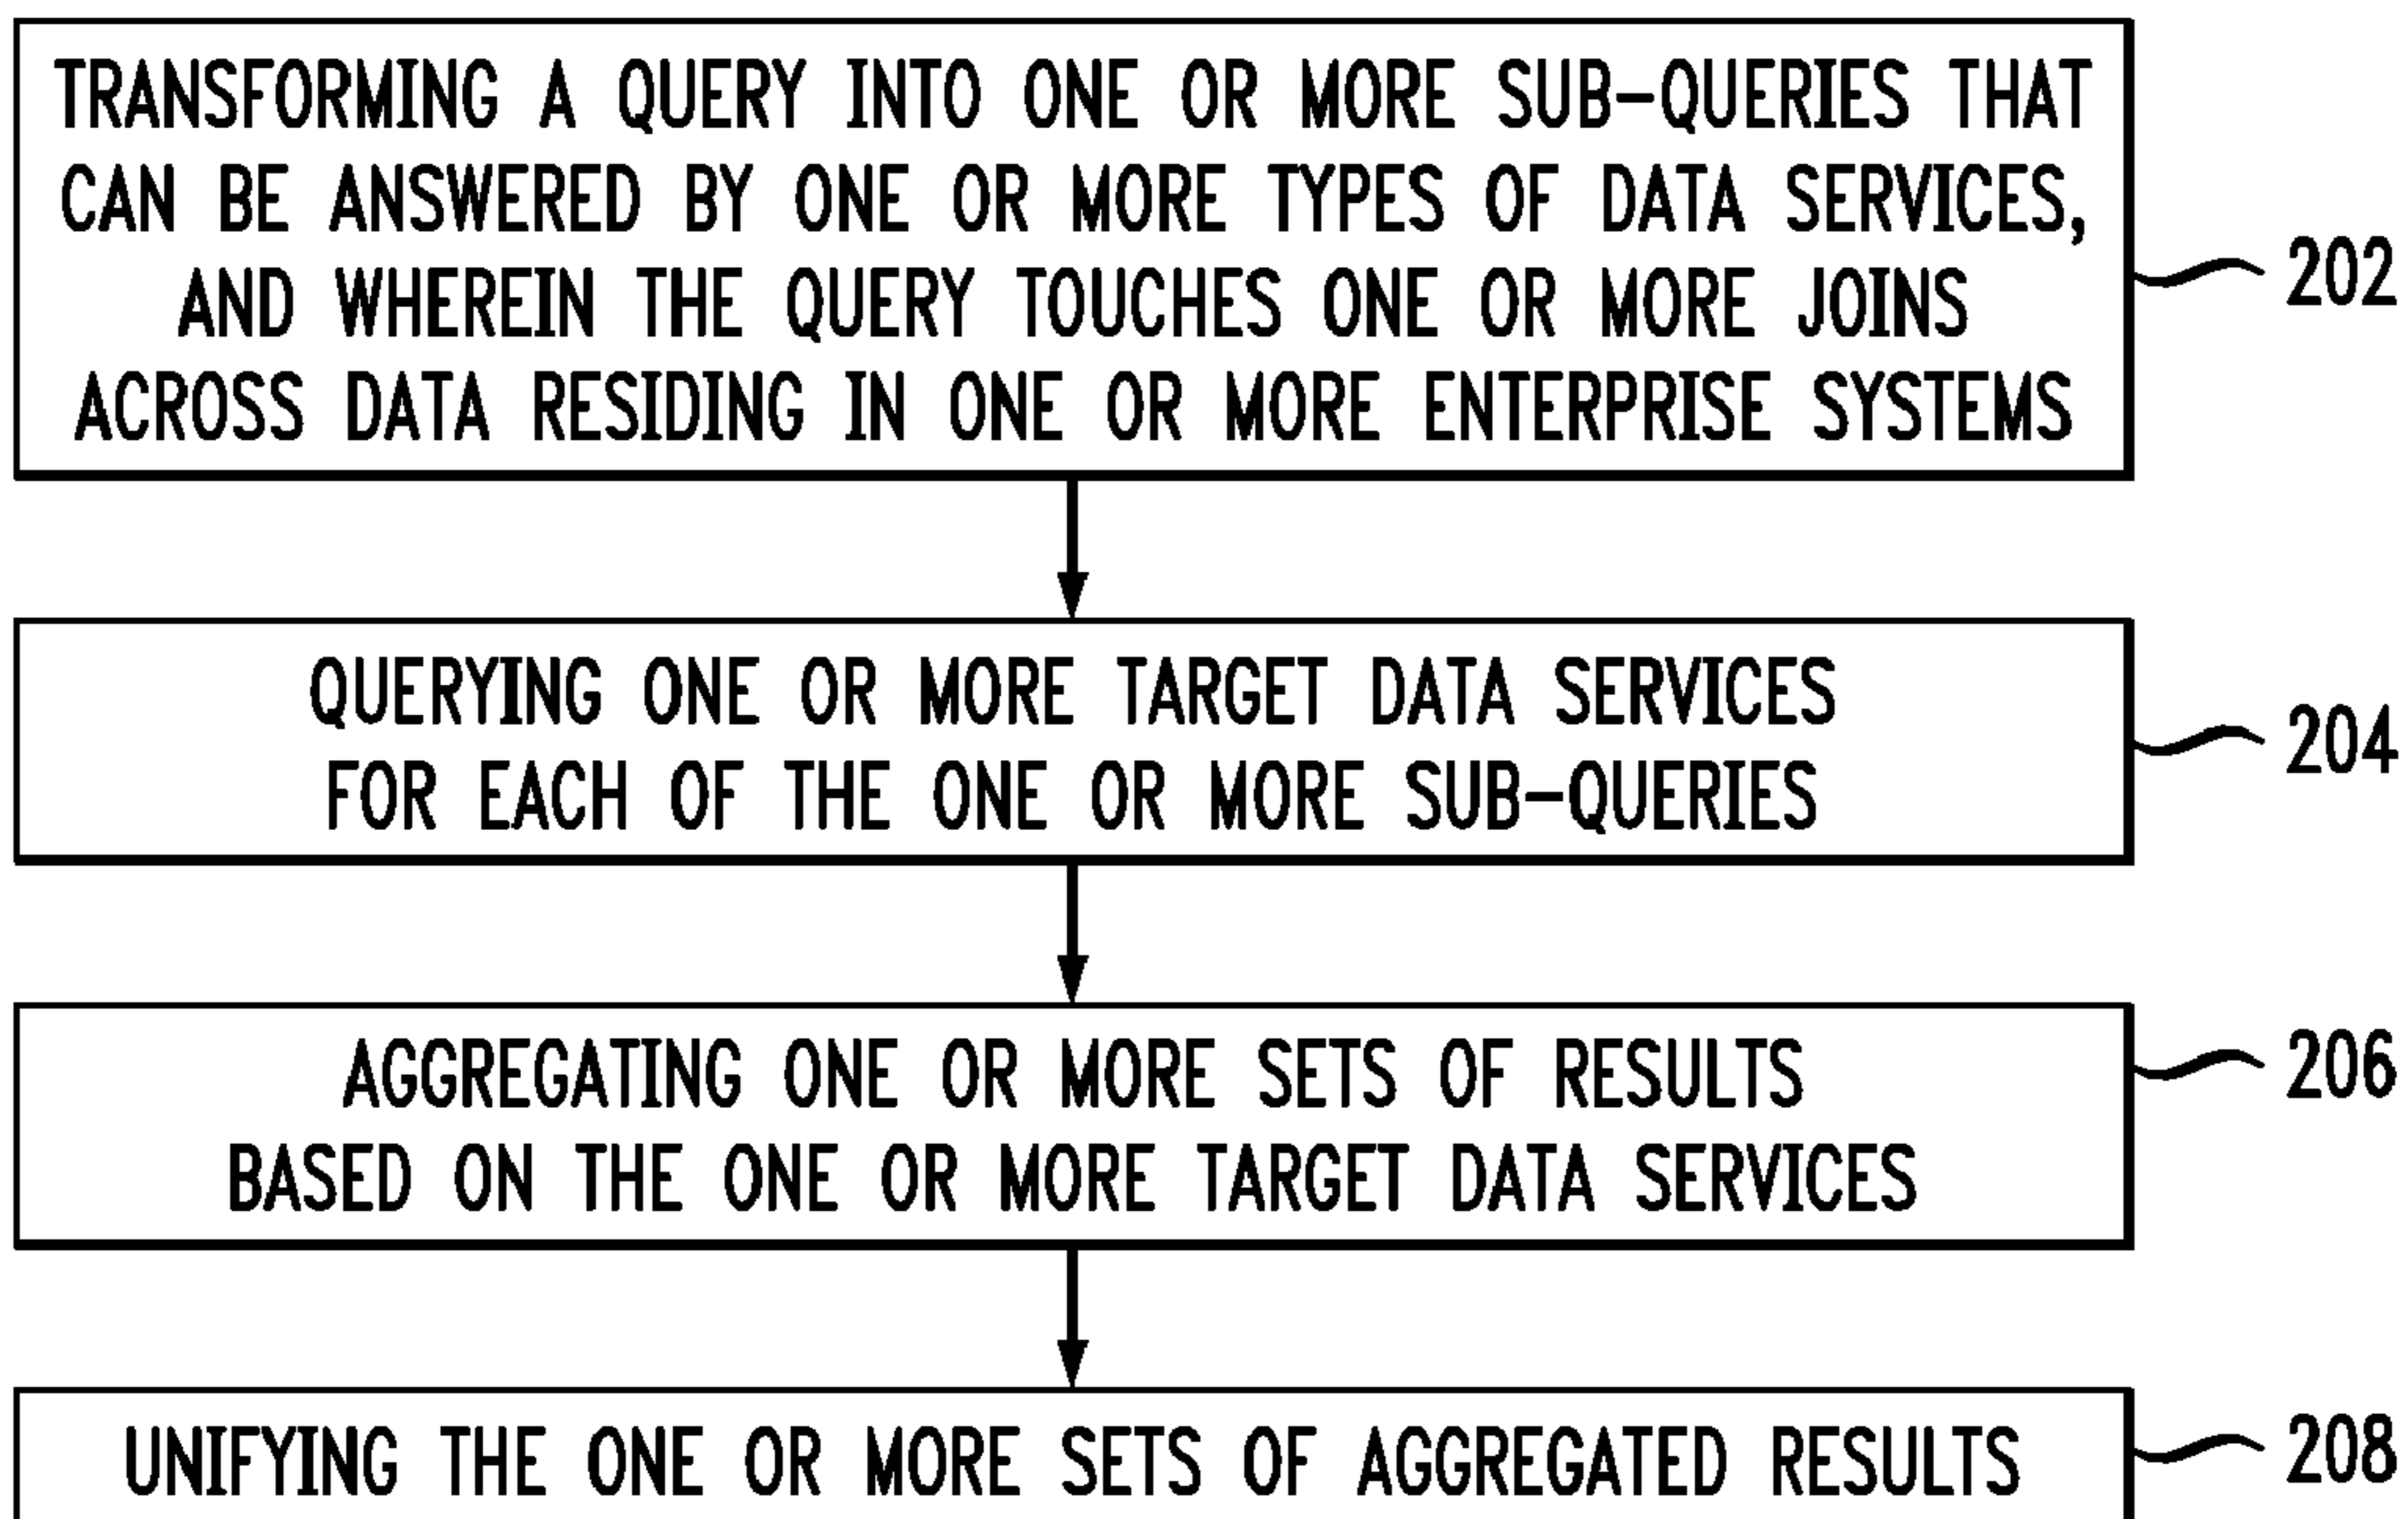 TRANSFORMING A QUERY INTO ONE OR MORE SUB-QUERIES THAT
CAN BE ANSWERED BY ONE OR MORE TYPES OF DATA SERVICES,
AND WHEREIN THE QUERY TOUCHES ONE OR MORE JOINS
ACROSS DATA RESIDING IN ONE OR MORE ENTERPRISE SYSTEMS
202
QUERYING ONE OR MORE TARGET DATA SERVICES
FOR EACH OF THE ONE OR MORE SUB-QUERIES
204
AGGREGATING ONE OR MORE SETS OF RESULTS
BASED ON THE ONE OR MORE TARGET DATA SERVICES
206
UNIFYING THE ONE OR MORE SETS OF AGGREGATED RESULTS
208